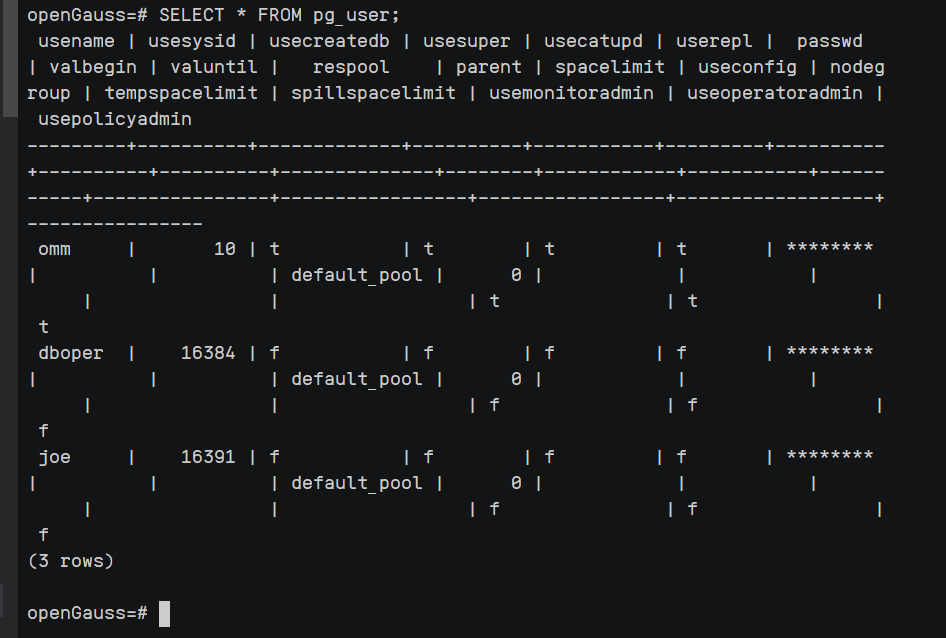 openGauss=# SELECT * FROM pg_user;
 usename | usesysid | usecreatedb | usesuper | usecatupd | userepl |  passwd
| valbegin | valuntil |   respool    | parent | spacelimit | useconfig | nodeg
roup | tempspacelimit | spillspacelimit | usemonitoradmin | useoperatoradmin |
 usepolicyadmin
---------+----------+-------------+----------+-----------+---------+----------
+----------+----------+--------------+--------+------------+-----------+------
-----+----------------+-----------------+-----------------+------------------+
----------------
 omm     |       10 | t           | t        | t         | t       | ********
|          |          | default_pool |      0 |            |           |
     |                |                 | t               | t                |
 t
 dboper  |    16384 | f           | f        | f         | f       | ********
|          |          | default_pool |      0 |            |           |
     |                |                 | f               | f                |
 f
 joe     |    16391 | f           | f        | f         | f       | ********
|          |          | default_pool |      0 |            |           |
     |                |                 | f               | f                |
 f
(3 rows)

openGauss=#